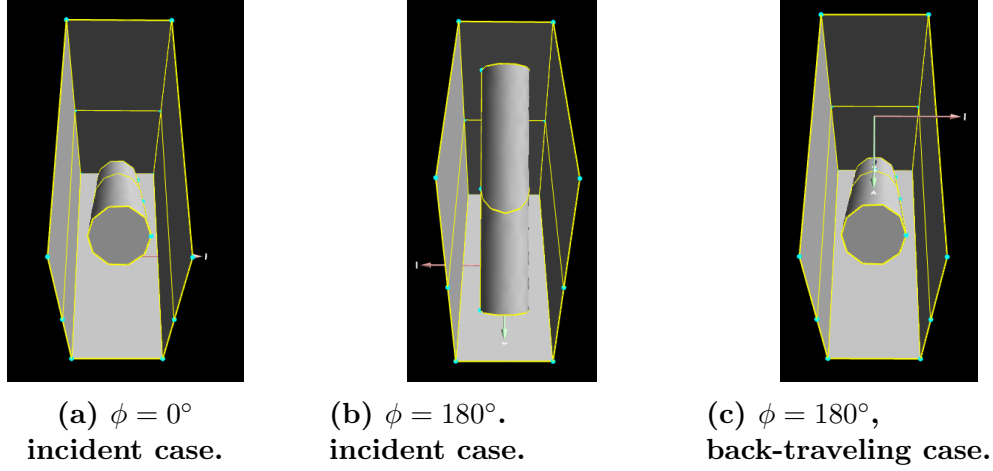 (a) ϕ = 0°
incident case.
(b) ϕ = 180°.
incident case.
(c) ϕ = 180°,
back-traveling case.